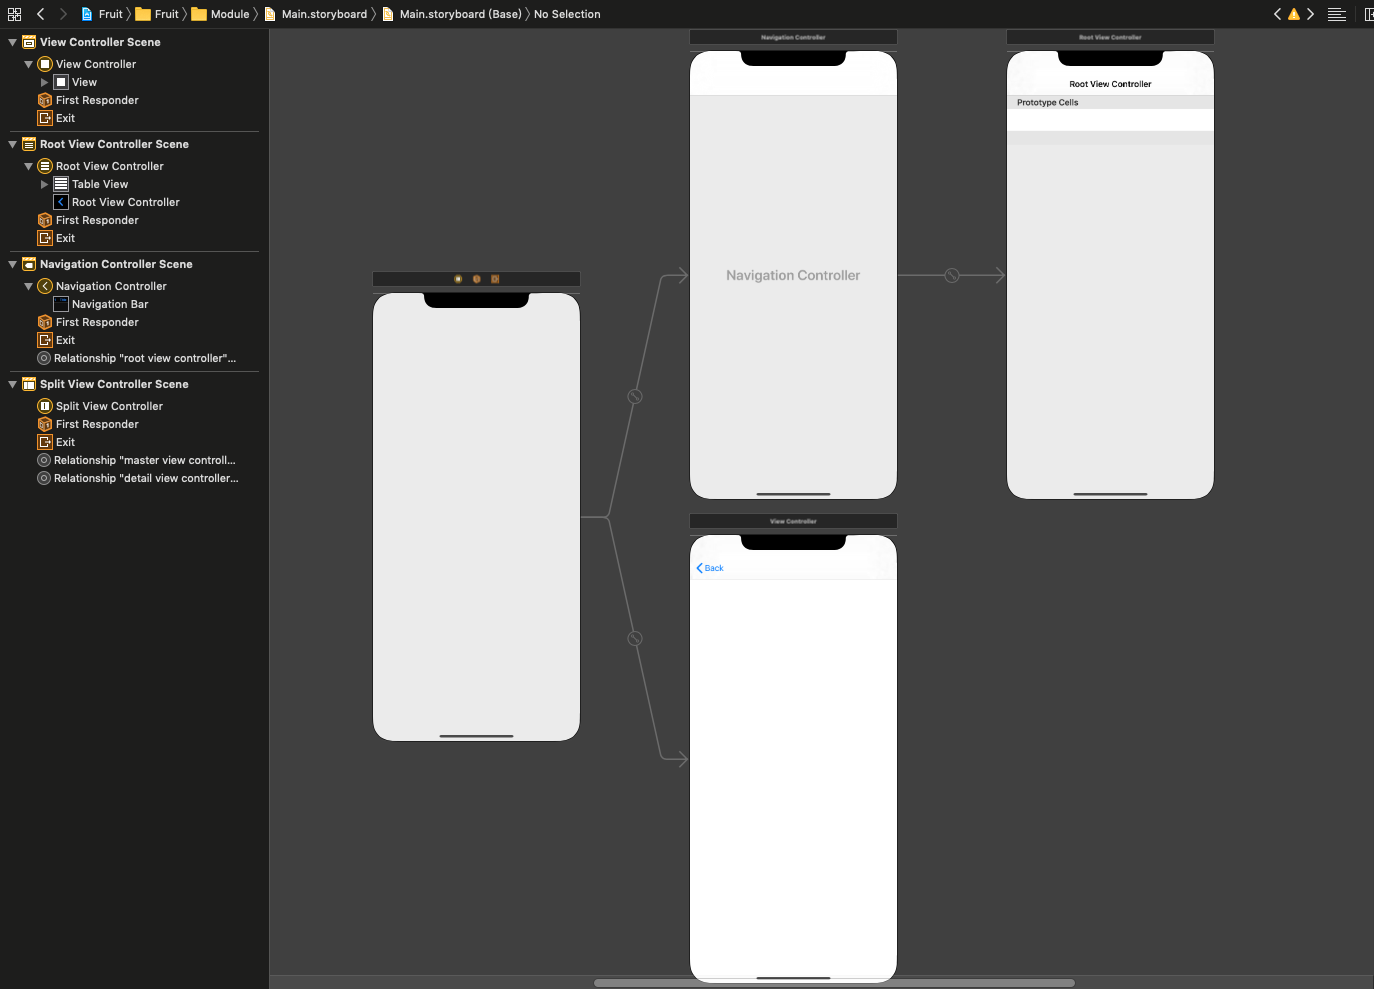 Fruit Fruit Module Main.storyboard Main.storyboard (Base) No Selection
View Controller Scene
View Controller
View
First Responder
Exit
Root View Controller Scene
Root View Controller
Table View
Root View Controller
First Responder
Exit
Navigation Controller Scene
Navigation Controller
Navigation Bar
First Responder
Exit
Relationship "root view controller"...
Split View Controller Scene
Split View Controller
First Responder
Exit
Relationship "master view controll...
Relationship "detail view controller...
Navigation Controller
Navigation Controller
Root View Controller
Root View Controller
Prototype Cells
View Controller
Back